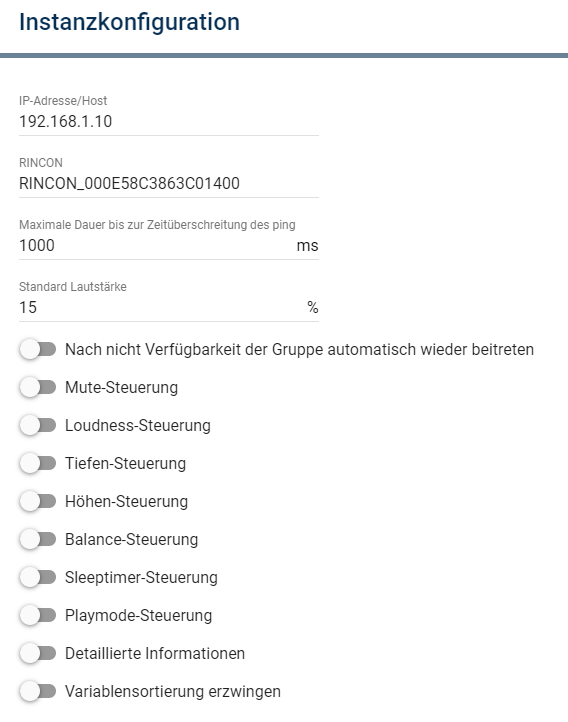 Instanzkonfiguration
IP-Adresse/Host
192.168.1.10
RINCON
RINCON_000E58C3863C01400
Maximale Dauer bis zur Zeitüberschreitung des ping
1000 ms
Standard Lautstärke
15 %
Nach nicht Verfügbarkeit der Gruppe automatisch wieder beitreten
Mute-Steuerung
Loudness-Steuerung
Tiefen-Steuerung
Höhen-Steuerung
Balance-Steuerung
Sleeptimer-Steuerung
Playmode-Steuerung
Detaillierte Informationen
Variablensortierung erzwingen